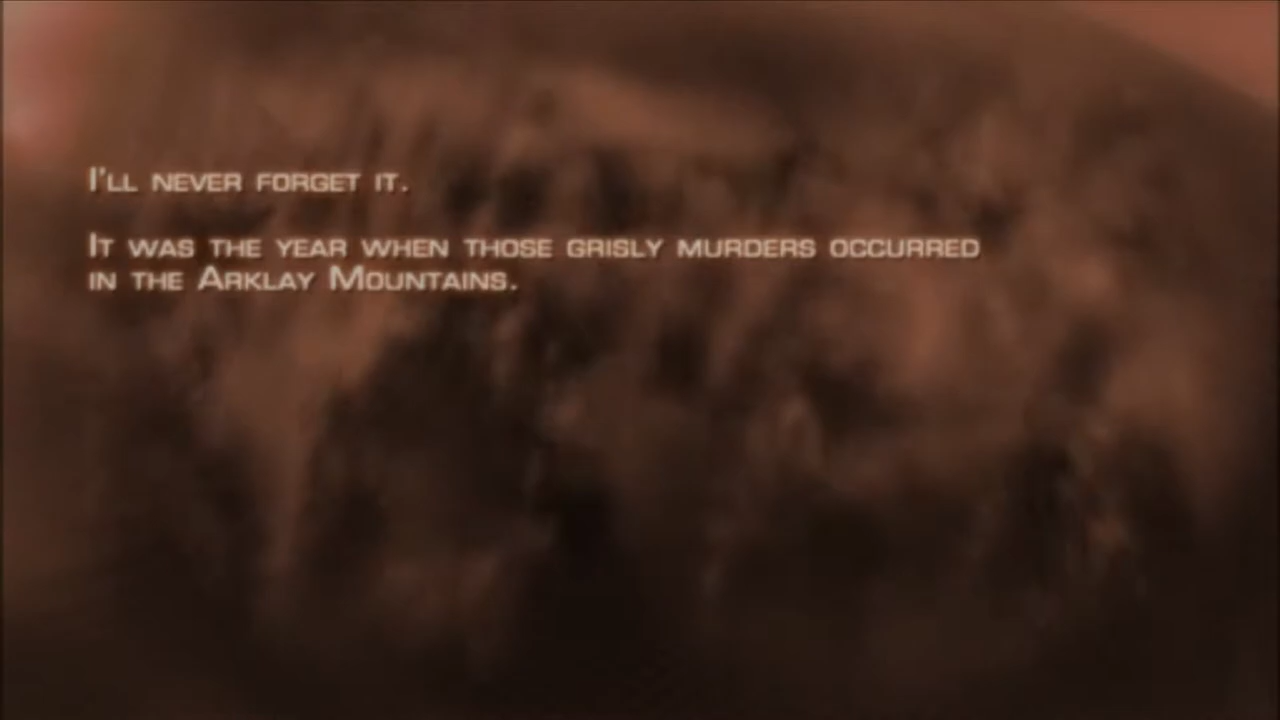 I'll never forget it.
It was the year when those grisly murders occurred
in the Arklay Mountains.